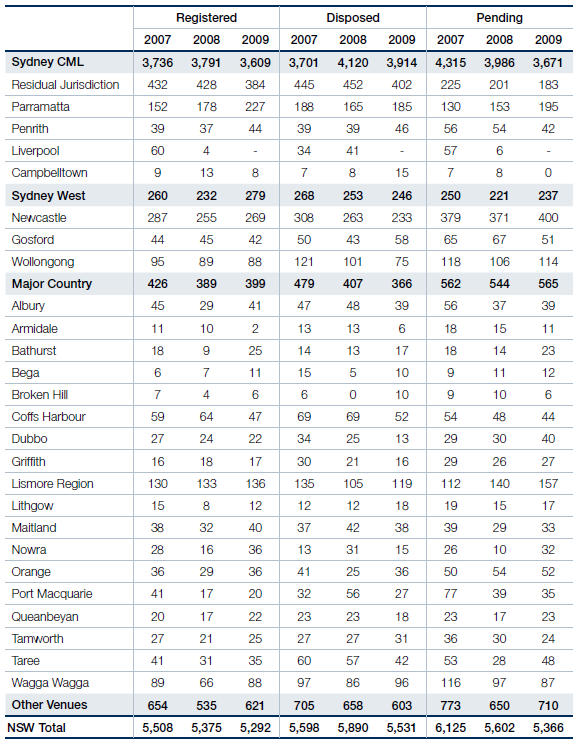 Registered Disposed Pending
2007 2008 2009 2007 2008 2009 2007 2008 2009
Sydney CML 3,736 3,791 3,609 3,701 4,120 3,914 4,315 3,986 3,671
Residual Jurisdiction 432 428 384 445 452 402 225 201 183
Parramatta 152 178 227 188 165 185 130 153 195
Penrith 39 37 44 39 39 46 56 54 42
Liverpool 60 4 - 34 41 - 57 6 -
Campbelltown 9 13 8 7 8 15 7 8 0
Sydney West 260 232 279 268 253 246 250 221 237
Newcastle 287 255 269 308 263 233 379 371 400
Gosford 44 45 42 50 43 58 65 67 51
Wollongong 95 89 88 121 101 75 118 106 114
Major Country 426 389 399 479 407 366 562 544 565
Albury 45 29 41 47 48 39 56 37 39
Armidale 11 10 2 13 13 6 18 15 11
Bathurst 18 9 25 14 13 17 18 14 23
Bega 6 7 11 15 5 10 9 11 12
Broken Hill 7 4 6 6 0 10 9 10 6
Coffs Harbour 59 64 47 69 69 52 54 48 44
Dubbo 27 24 22 34 25 13 29 30 40
Griffith 16 18 17 30 21 16 29 26 27
Lismore Region 130 133 136 135 105 119 112 140 157
Lithgow 15 8 12 12 12 18 19 15 17
Maitland 38 32 40 37 42 38 39 29 33
Nowra 28 16 36 13 31 15 26 10 32
Orange 36 29 36 41 25 36 50 54 52
Port Macquarie 41 17 20 32 56 27 77 39 35
Queanbeyan 20 17 22 23 23 18 23 17 23
Tamworth 27 21 25 27 27 31 36 30 24
Taree 41 31 35 60 57 42 53 28 48
Wagga Wagga 89 66 88 97 86 96 116 97 87
Other Venues 654 535 621 705 658 603 773 650 710
NSW Total 5,508 5,375 5,292 5,598 5,890 5,531 6,125 5,602 5,366